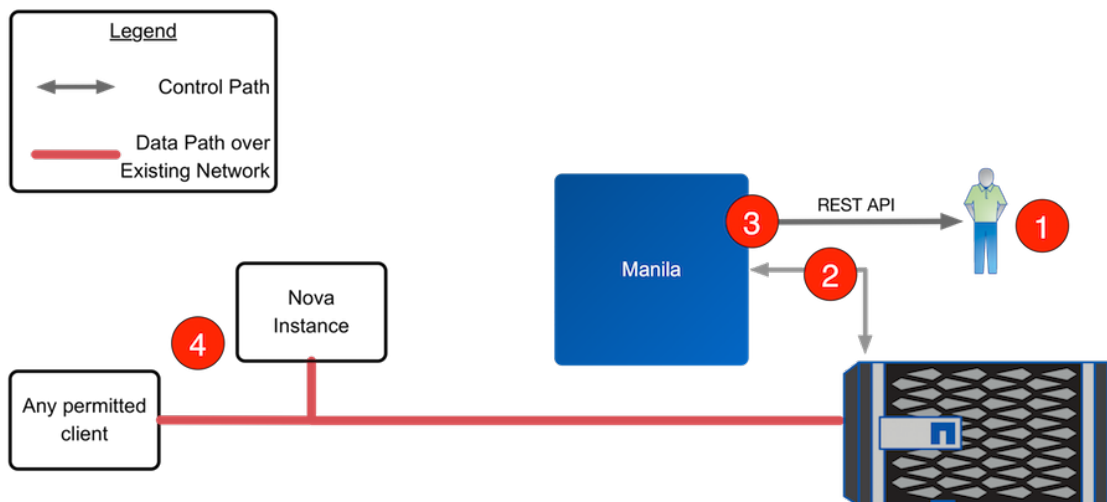 Legend
Control Path
Data Path over
Existing Network
3
REST API
1
Manila
2
Nova
Instance
4
Any permitted
client